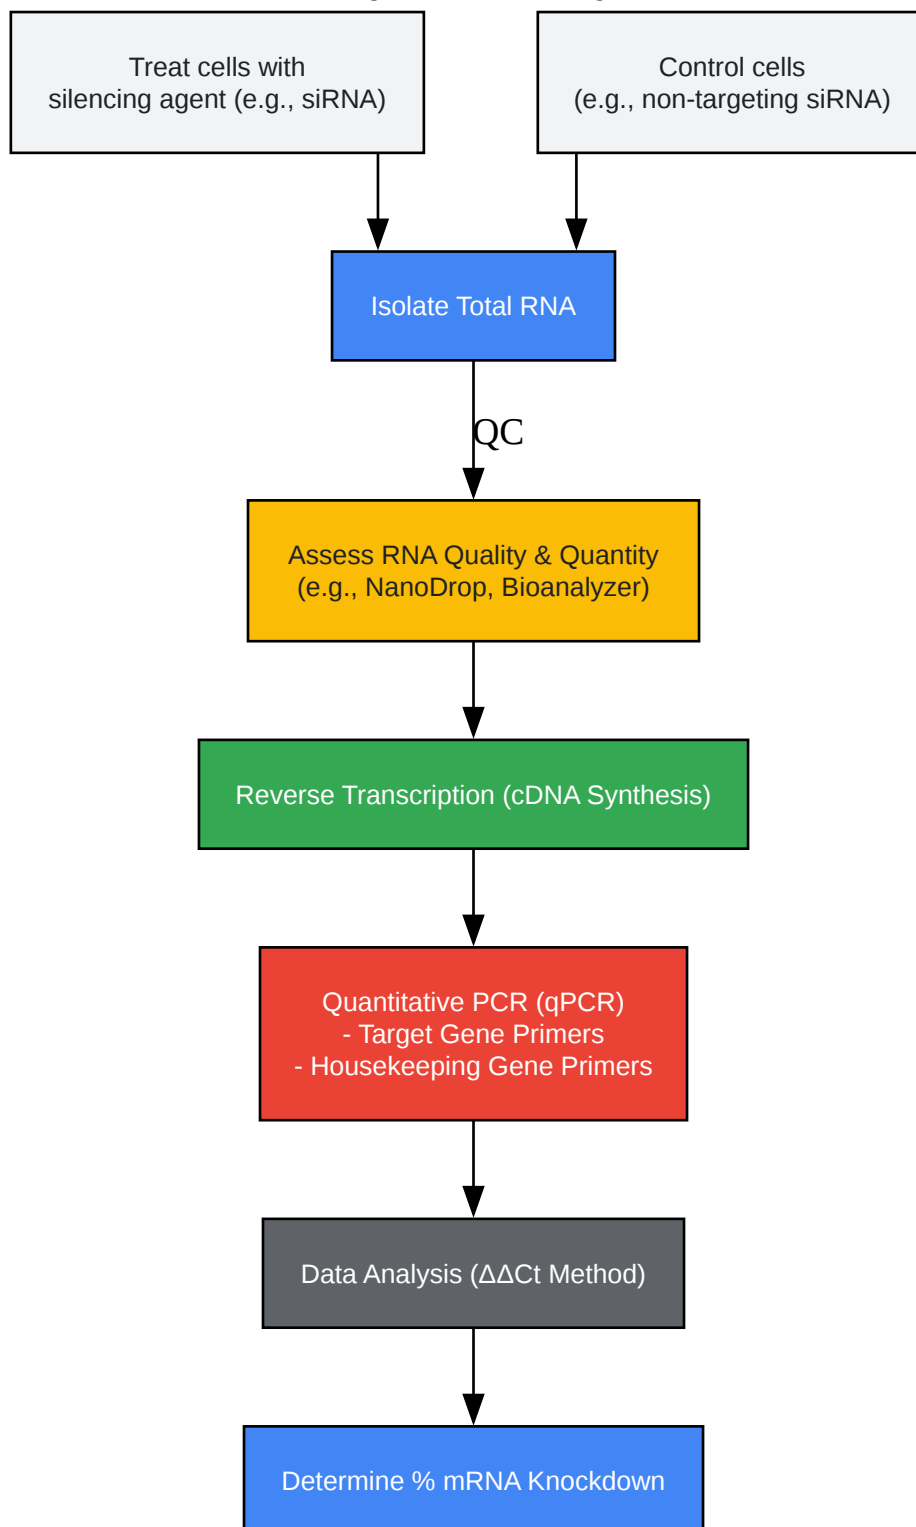 Treat cells with
silencing agent (e.g., siRNA)
Control cells
(e.g., non-targeting siRNA)
Isolate Total RNA
QC
Assess RNA Quality & Quantity
(e.g., NanoDrop, Bioanalyzer)
Reverse Transcription (cDNA Synthesis)
Quantitative PCR (qPCR)
- Target Gene Primers
- Housekeeping Gene Primers
Data Analysis (ΔΔCt Method)
Determine % mRNA Knockdown